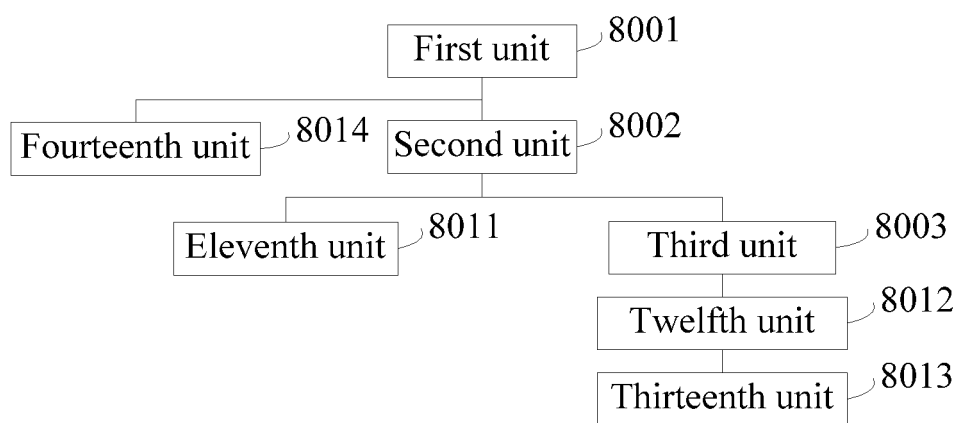 First unit
8001
Fourteenth unit
8014
Second unit
8002
Eleventh unit
8011
Third unit
8003
Twelfth unit
8012
Thirteenth unit
8013